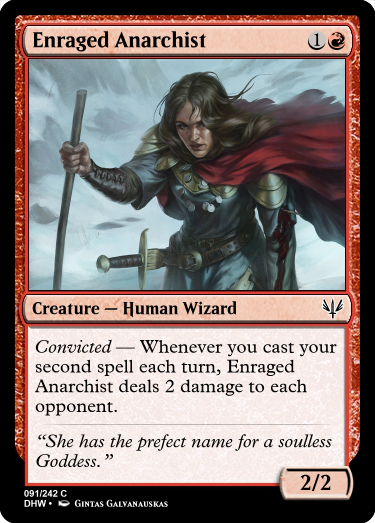 Enraged Anarchist 1
Creature — Human Wizard
Convicted — Whenever you cast your
second spell each turn, Enraged
Anarchist deals 2 damage to each
opponent.
“She has the prefect name for a soulless
Goddess.”
2/2
091/242 C
DHW • Gintas Galvanauskas